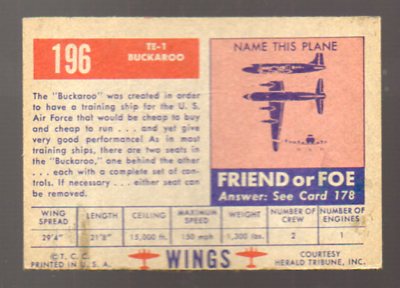 196
TE-1
BUCKAROO
The "Buckaroo" was created in order
to have a training ship for the U. S.
Air Force that would be cheap to buy
and cheap to run . . . and yet give
very good performance! As in most
training ships, there are two seats in
the "Buckaroo," one behind the other
. . . each with a complete set of con-
trols. If necessary . . . either seat can
be removed.
NAME THIS PLANE
FRIEND or FOE
Answer: See Card 178
WING SPREAD LENGTH CEILING MAXIMUM SPEED WEIGHT NUMBER OF CREW NUMBER OF ENGINES
29'4" 21'8" 15,000 ft. 150 mph 1,300 lbs. 2 1
© T. C. C.
PRINTED IN U. S. A.
WINGS
COURTESY
HERALD TRIBUNE, INC.